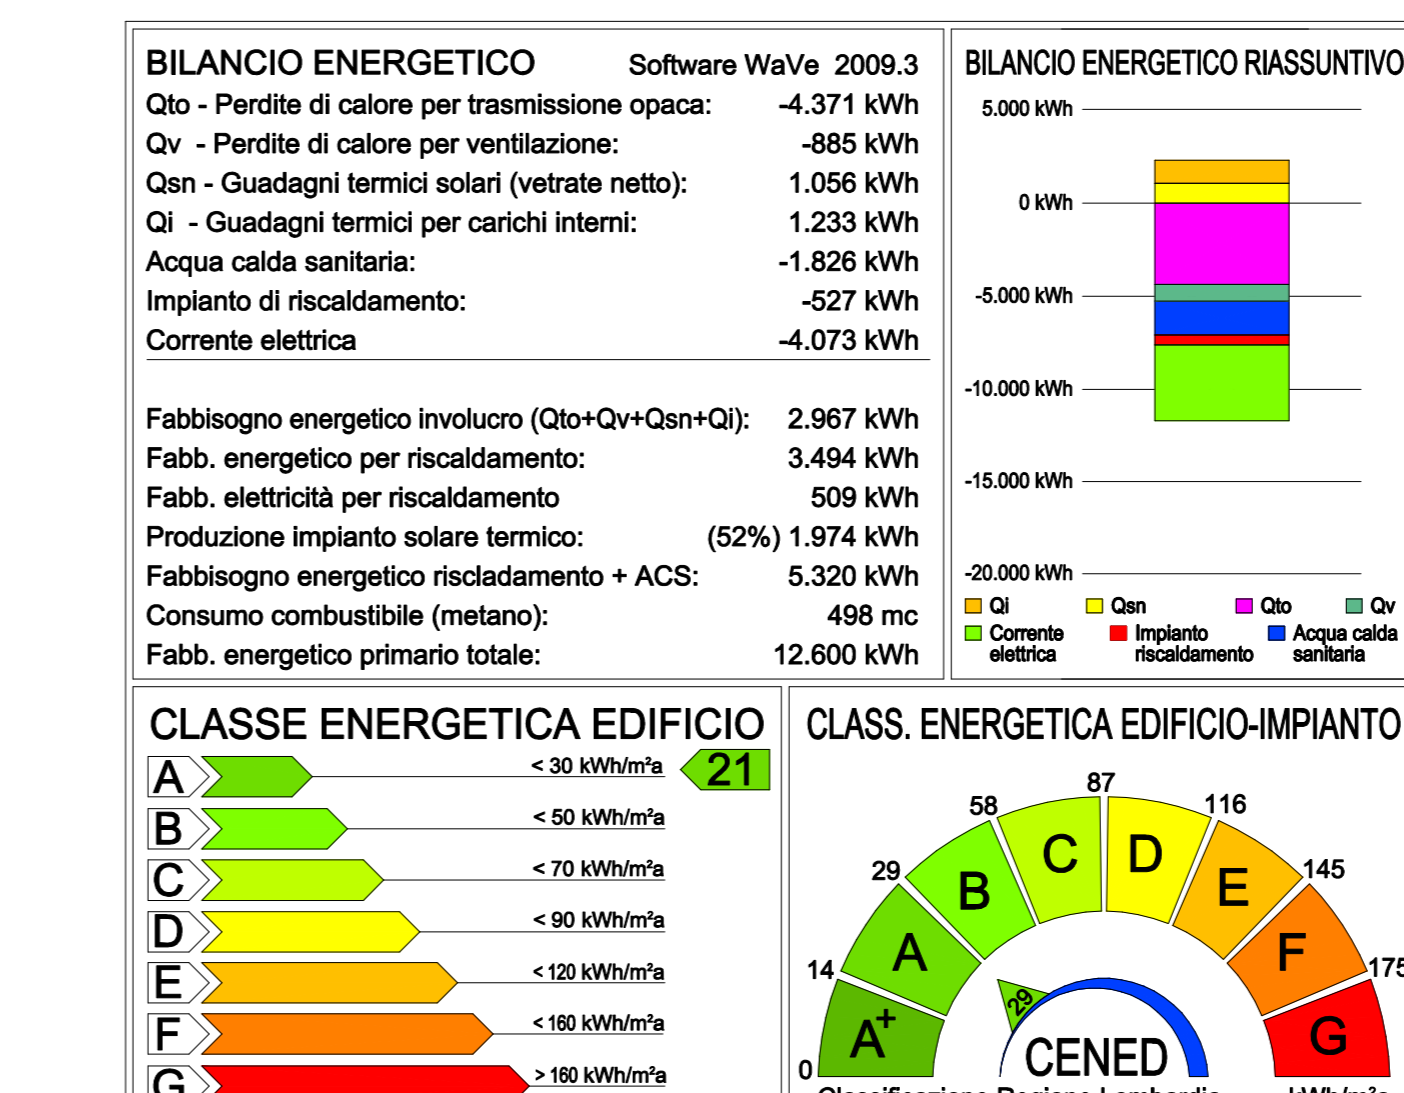 BILANCIO ENERGETICO Software WaVe 2009.3
Qto - Perdite di calore per trasmissione opaca: -4.371 kWh
Qv - Perdite di calore per ventilazione: -885 kWh
Qsn - Guadagni termici solari (vetrate netto): 1.056 kWh
Qi - Guadagni termici per carichi interni: 1.233 kWh
Acqua calda sanitaria: -1.826 kWh
Impianto di riscaldamento: -527 kWh
Corrente elettrica -4.073 kWh
Fabbisogno energetico involucro (Qto+Qv+Qsn+Qi): 2.967 kWh
Fabb. energetico per riscaldamento: 3.494 kWh
Fabb. elettricità per riscaldamento 509 kWh
Produzione impianto solare termico: (52%) 1.974 kWh
Fabbisogno energetico riscladamento + ACS: 5.320 kWh
Consumo combustibile (metano): 498 mc
Fabb. energetico primario totale: 12.600 kWh
BILANCIO ENERGETICO RIASSUNTIVO
5.000 kWh
0 kWh
-5.000 kWh
-10.000 kWh
-15.000 kWh
-20.000 kWh
Qi Qsn Qto Qv
Corrente Impianto Acqua calda
elettrica riscaldamento sanitaria
CLASSE ENERGETICA EDIFICIO
A < 30 kWh/m²a 21
B < 50 kWh/m²a
C < 70 kWh/m²a
D < 90 kWh/m²a
E < 120 kWh/m²a
F < 160 kWh/m²a
G > 160 kWh/m²a
CLASS. ENERGETICA EDIFICIO-IMPIANTO
0 14 29 58 87 116 145 175
A+ A B C D E F G
29
CENED
Classificazione Regione Lombardia kWh/m²a